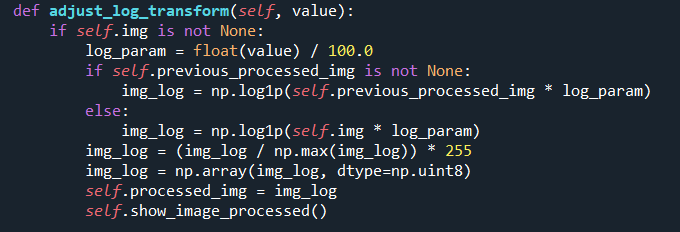 def adjust_log_transform(self, value):
    if self.img is not None:
        log_param = float(value) / 100.0
        if self.previous_processed_img is not None:
            img_log = np.log1p(self.previous_processed_img * log_param)
        else:
            img_log = np.log1p(self.img * log_param)
        img_log = (img_log / np.max(img_log)) * 255
        img_log = np.array(img_log, dtype=np.uint8)
        self.processed_img = img_log
        self.show_image_processed()